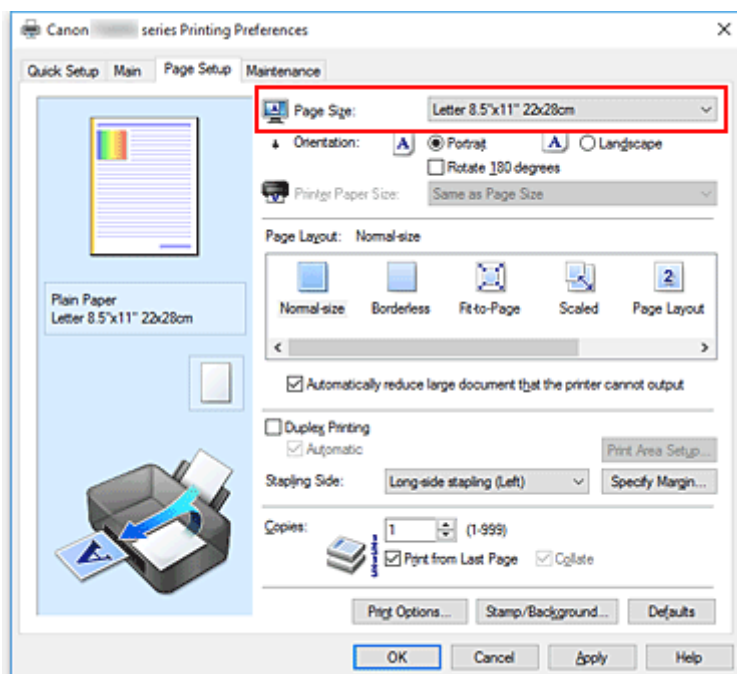 Canon series Printing Preferences
Quick Setup Main Page Setup Maintenance
Page Size: Letter 8.5"x11" 22x28cm
Orientation: A Portrait A Landscape
Rotate 180 degrees
Printer Paper Size: Same as Page Size
Page Layout: Normal-size
Normal-size Borderless Fit-to-Page Scaled Page Layout
Plain Paper
Letter 8.5"x11" 22x28cm
Automatically reduce large document that the printer cannot output
Duplex Printing
Automatic Print Area Setup...
Stapling Side: Long-side stapling (Left) Specify Margin...
Copies: 1 (1-999)
Print from Last Page Collate
Print Options... Stamp/Background... Defaults
OK Cancel Apply Help